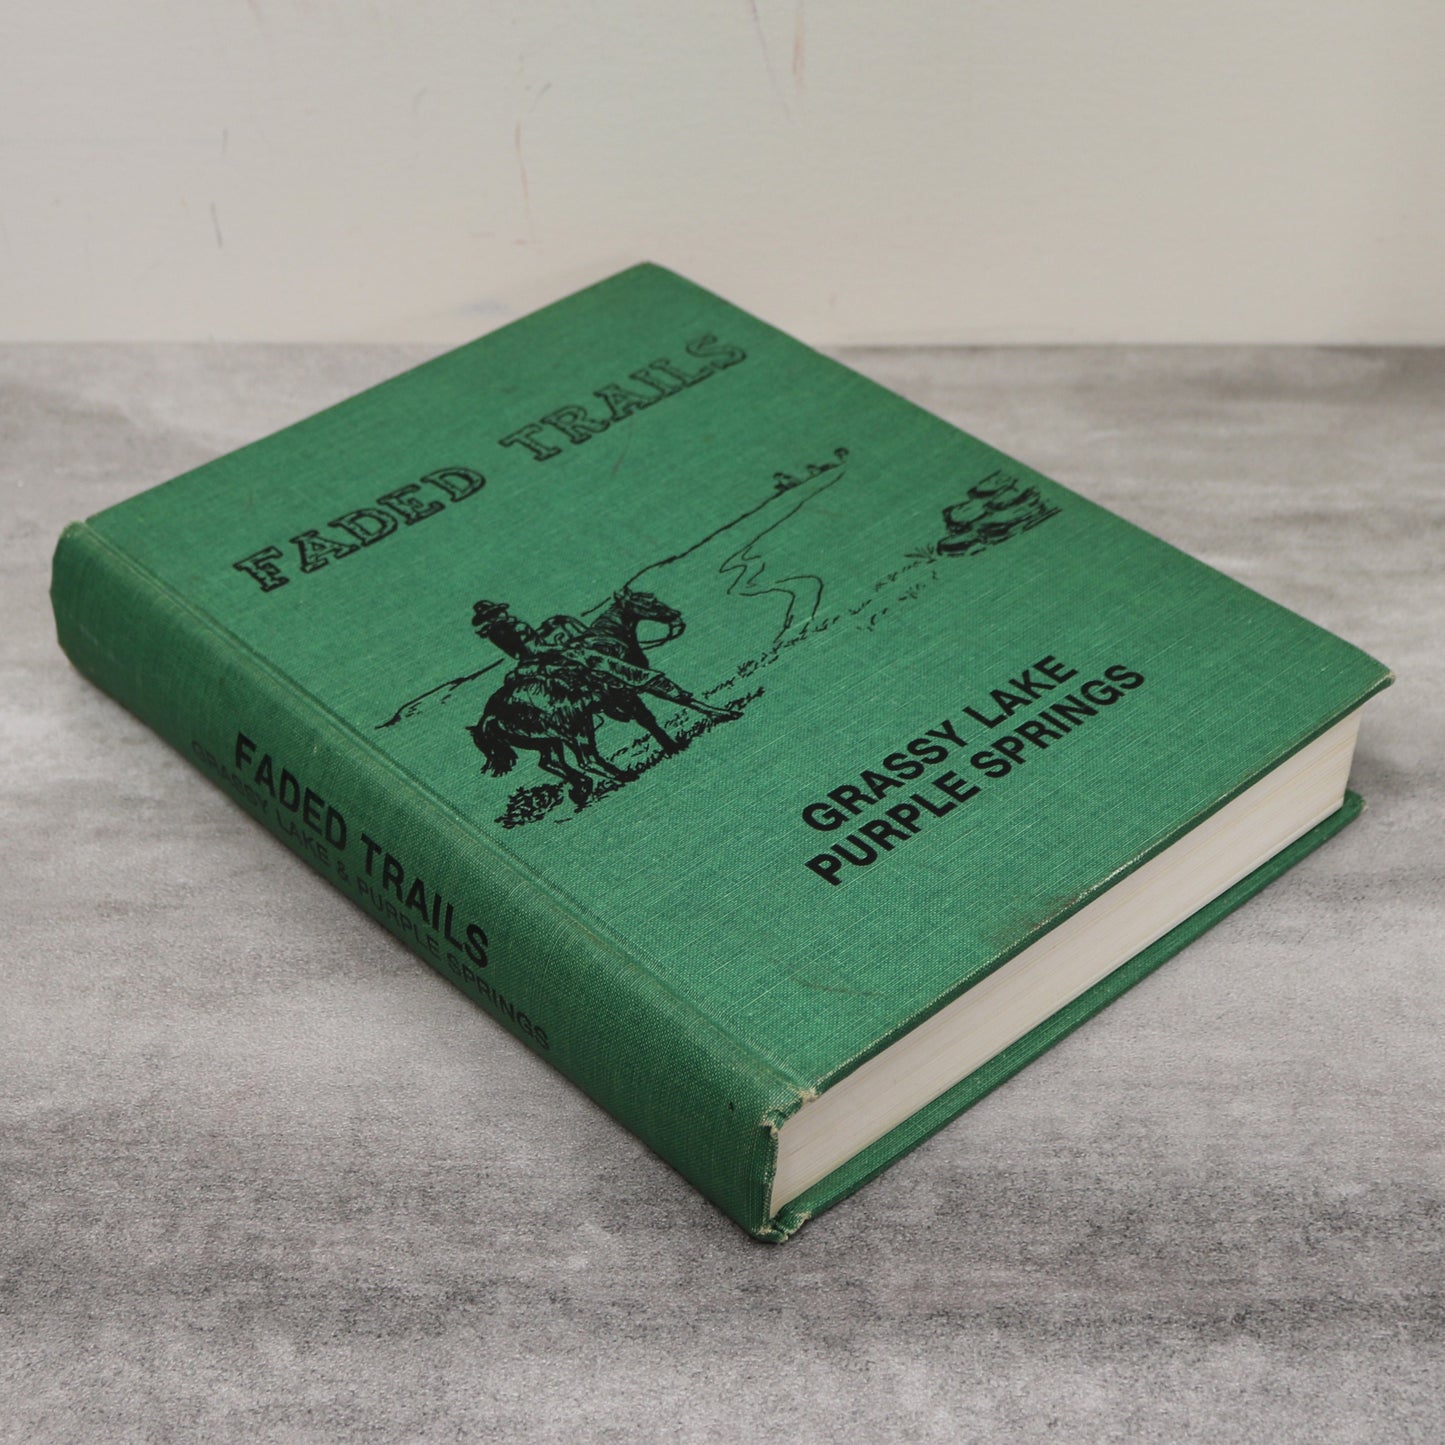 FADED TRAILS
GRASSY LAKE
PURPLE SPRINGS
FADED TRAILS
GRASSY LAKE & PURPLE SPRINGS